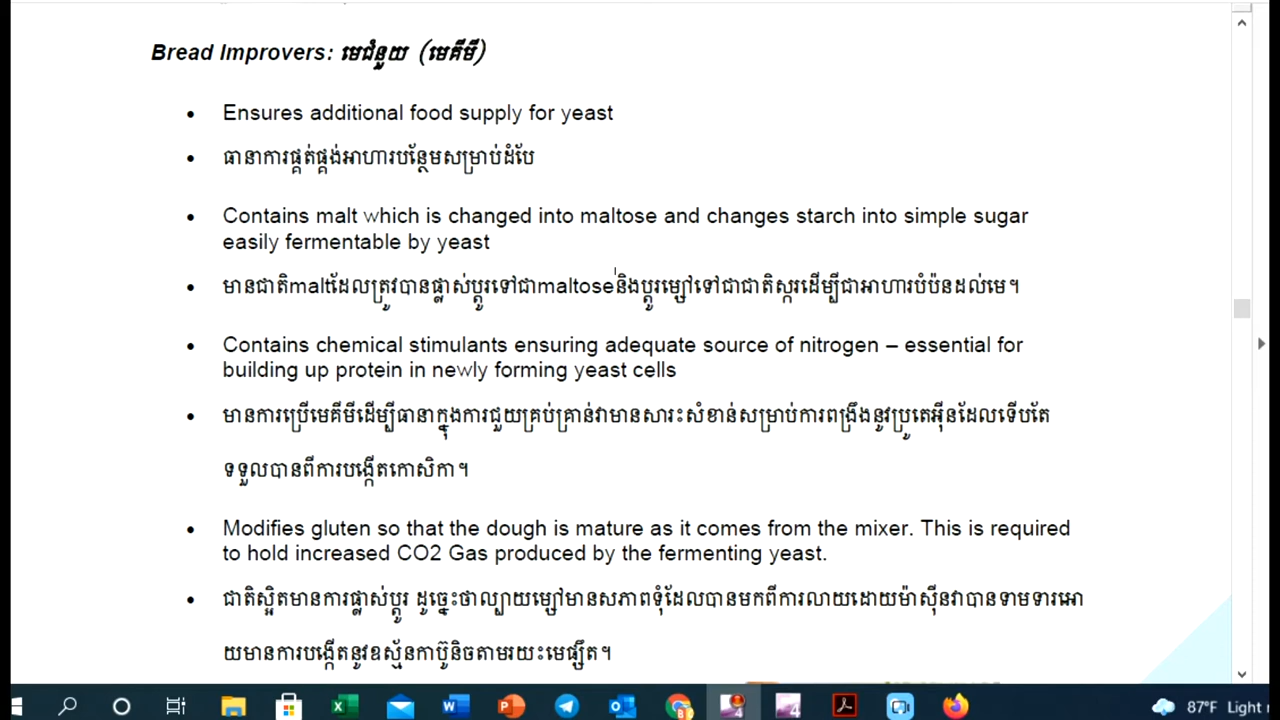 Bread Improvers: មេជំនួយ (មេគីមី)
• Ensures additional food supply for yeast
• ធានាការផ្គត់ផ្គង់អាហារបន្ថែមសម្រាប់ដំបែ
• Contains malt which is changed into maltose and changes starch into simple sugar
easily fermentable by yeast
• មានជាតិmaltដែលត្រូវបានផ្លាស់ប្តូរទៅជាmaltoseនិងប្តូរម្សៅទៅជាជាតិស្ករដើម្បីជាអាហារបំប៉នដល់មេ។
• Contains chemical stimulants ensuring adequate source of nitrogen – essential for
building up protein in newly forming yeast cells
• មានការប្រើមេគីមីដើម្បីធានាក្នុងការជួយគ្រប់គ្រាន់វាមានសារះសំខាន់សម្រាប់ការពង្រឹងនូវប្រូតេអ៊ីនដែលទើបតែ
ទទួលបានពីការបង្កើតកោសិកា។
• Modifies gluten so that the dough is mature as it comes from the mixer. This is required
to hold increased CO2 Gas produced by the fermenting yeast.
• ជាតិស្អិតមានការផ្លាស់ប្តូរ ដូច្នេះថាល្បាយម្សៅមានសភាពទុំដែលបានមកពីការលាយដោយម៉ាស៊ីនវាបានទាមទារអោ
យមានការបង្កើតនូវឧស្ម័នកាបូនិចតាមរយះមេផ្សឹត។
87°F Light